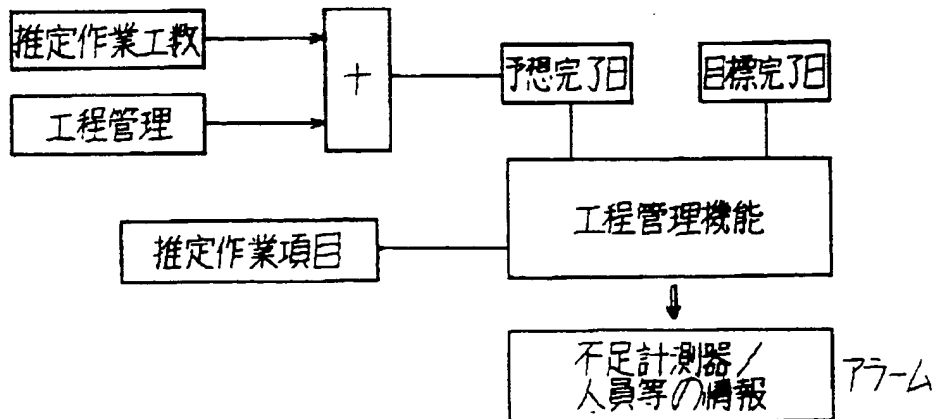 推定作業工数
工程管理
+
予想完了日
目標完了日
工程管理機能
推定作業項目
不足計測器/
人員等の情報
アラーム